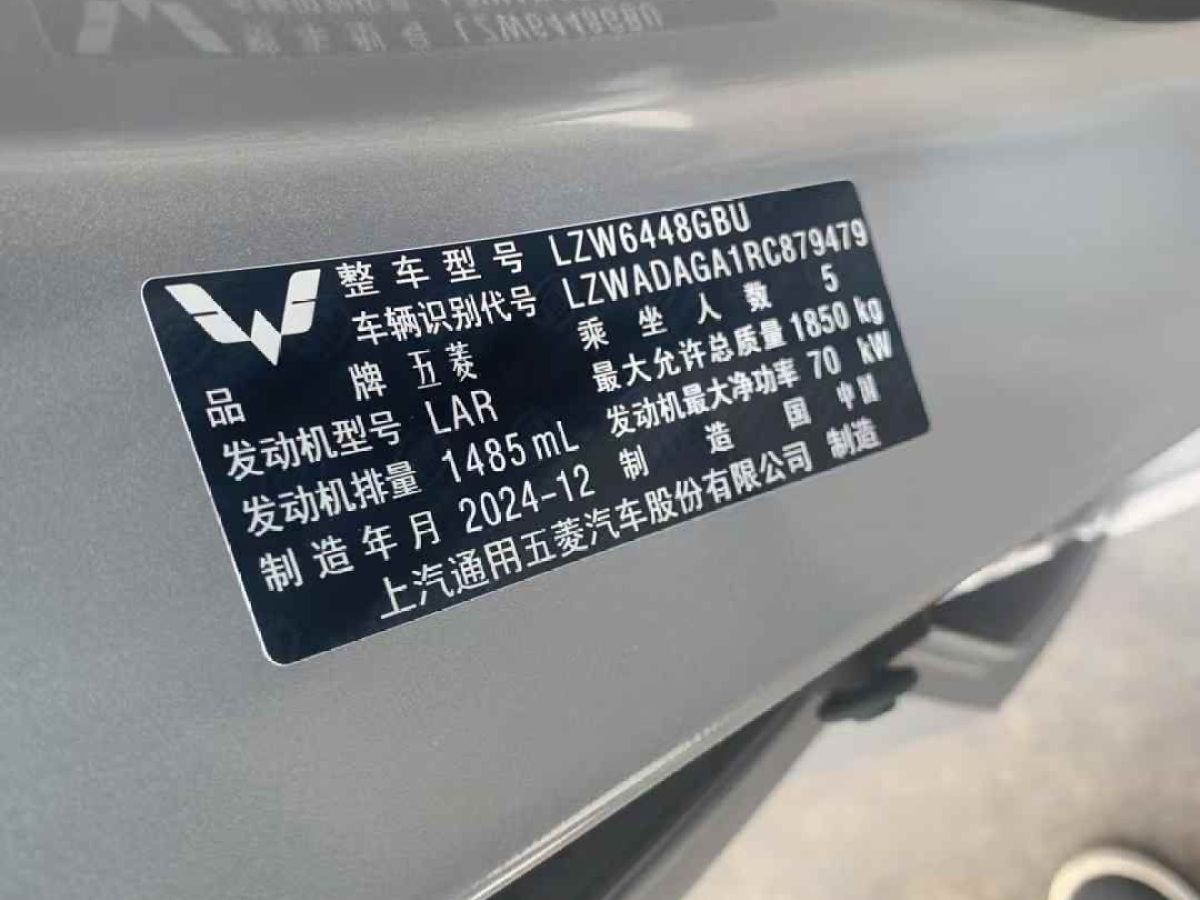 整车型号 LZW6448GBU
车辆识别代号 LZWADAGA1RC879479
品牌 五菱 乘坐人数 5
发动机型号 LAR 最大允许总质量 1850 kg
发动机排量 1485 mL 发动机最大净功率 70 kW
制造年月 2024-12 制造国 中国
上汽通用五菱汽车股份有限公司 制造